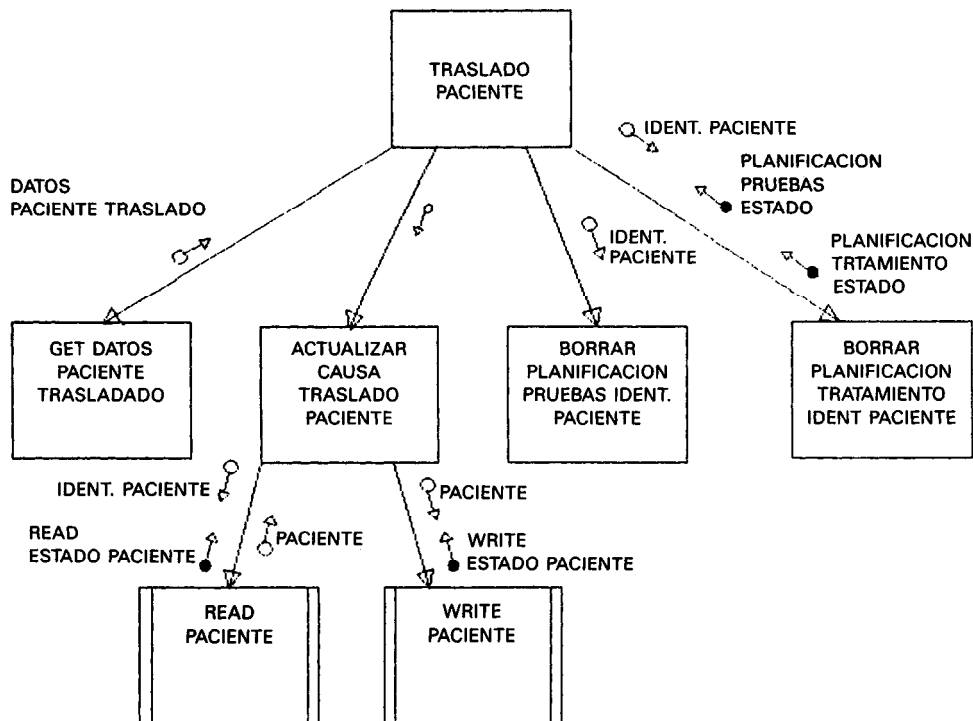 TRASLADO
PACIENTE
IDENT. PACIENTE
PLANIFICACION
PRUEBAS
ESTADO
DATOS
PACIENTE TRASLADO
IDENT.
PACIENTE
PLANIFICACION
TRTAMIENTO
ESTADO
GET DATOS
PACIENTE
TRASLADADO
ACTUALIZAR
CAUSA
TRASLADO
PACIENTE
BORRAR
PLANIFICACION
PRUEBAS IDENT.
PACIENTE
BORRAR
PLANIFICACION
TRATAMIENTO
IDENT PACIENTE
IDENT. PACIENTE
READ
ESTADO PACIENTE
PACIENTE
PACIENTE
WRITE
ESTADO PACIENTE
READ
PACIENTE
WRITE
PACIENTE